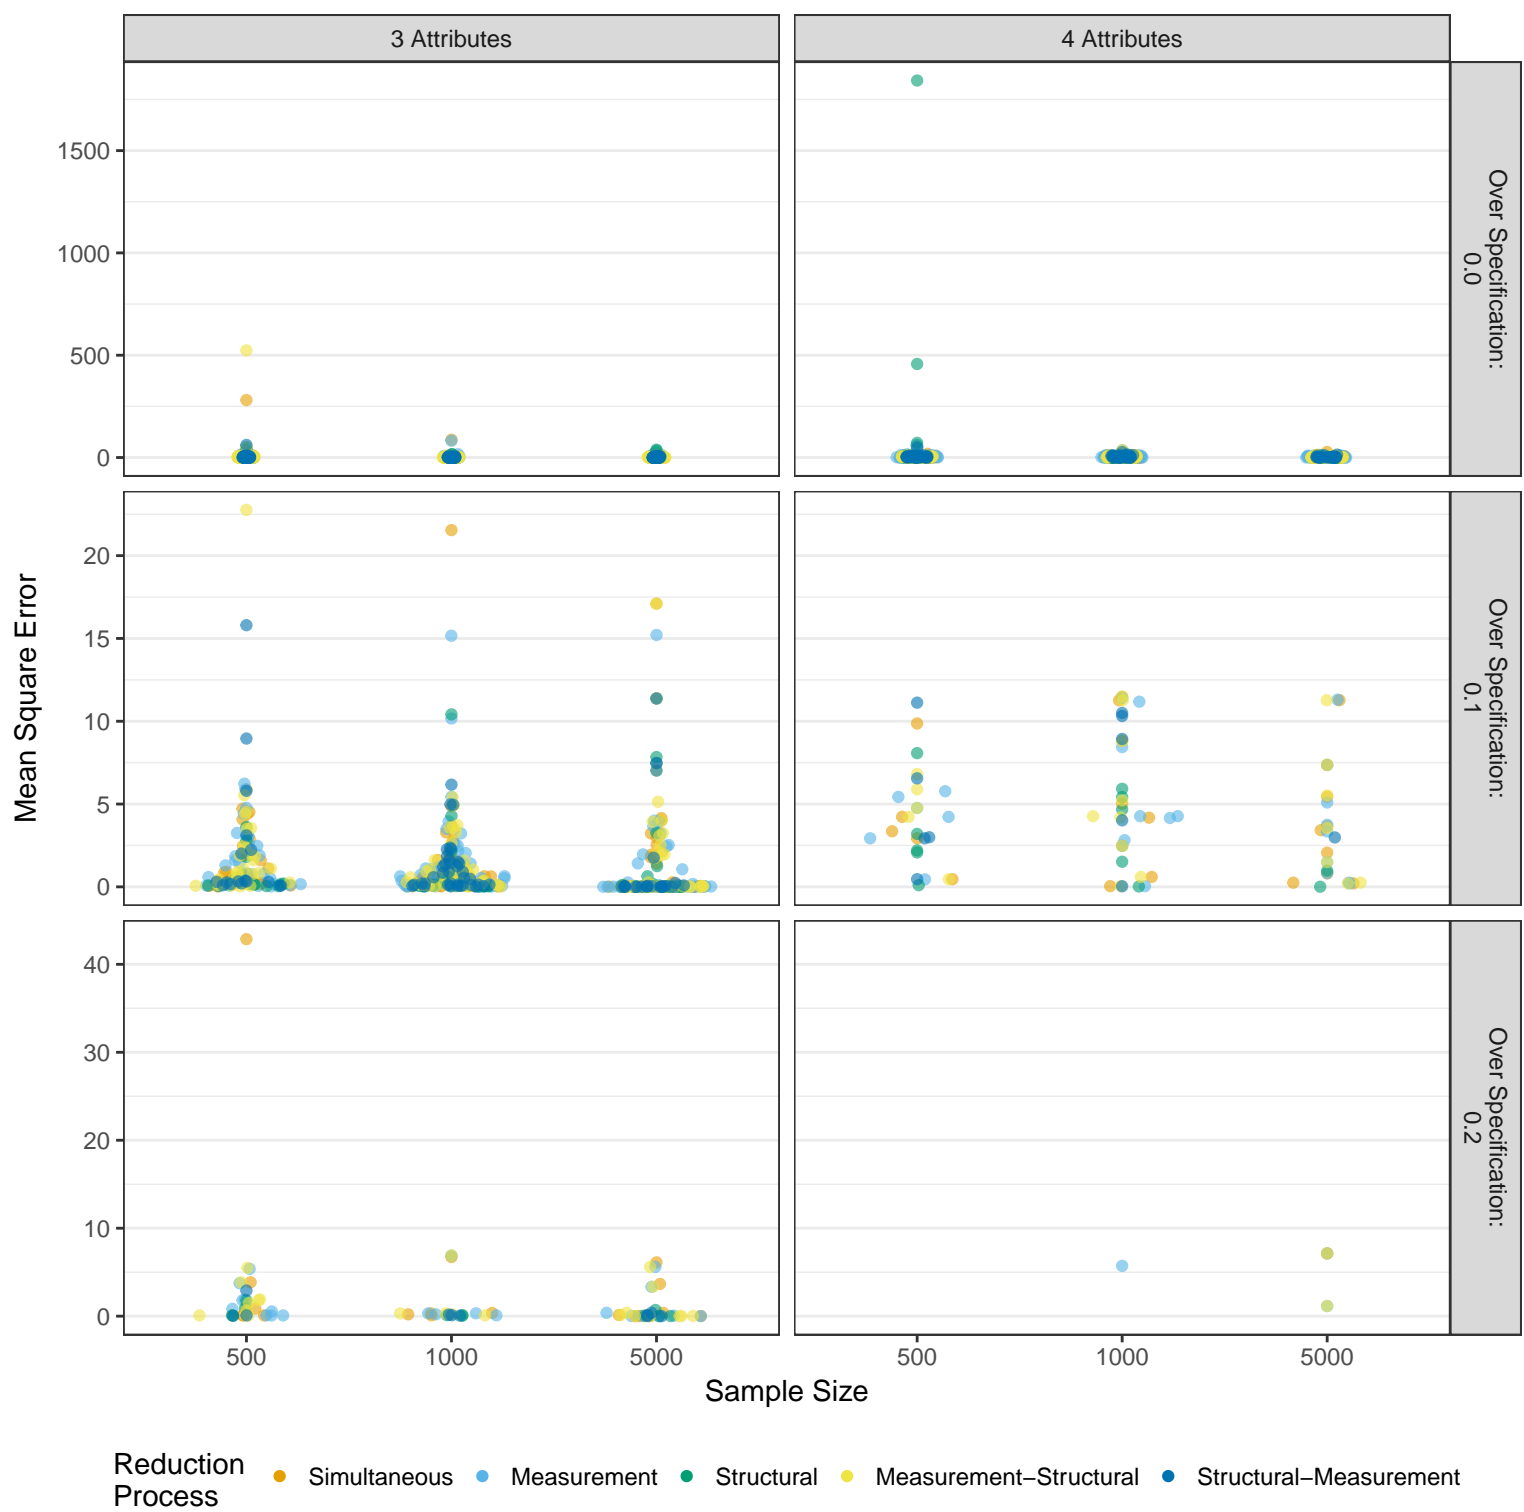 3 Attributes
4 Attributes
1500
1000
500
0
Over Specification:
0.0
20
15
10
5
0
Over Specification:
0.1
40
30
20
10
0
Over Specification:
0.2
Mean Square Error
500
1000
5000
500
1000
5000
Sample Size
Reduction
Process
Simultaneous
Measurement
Structural
Measurement−Structural
Structural−Measurement